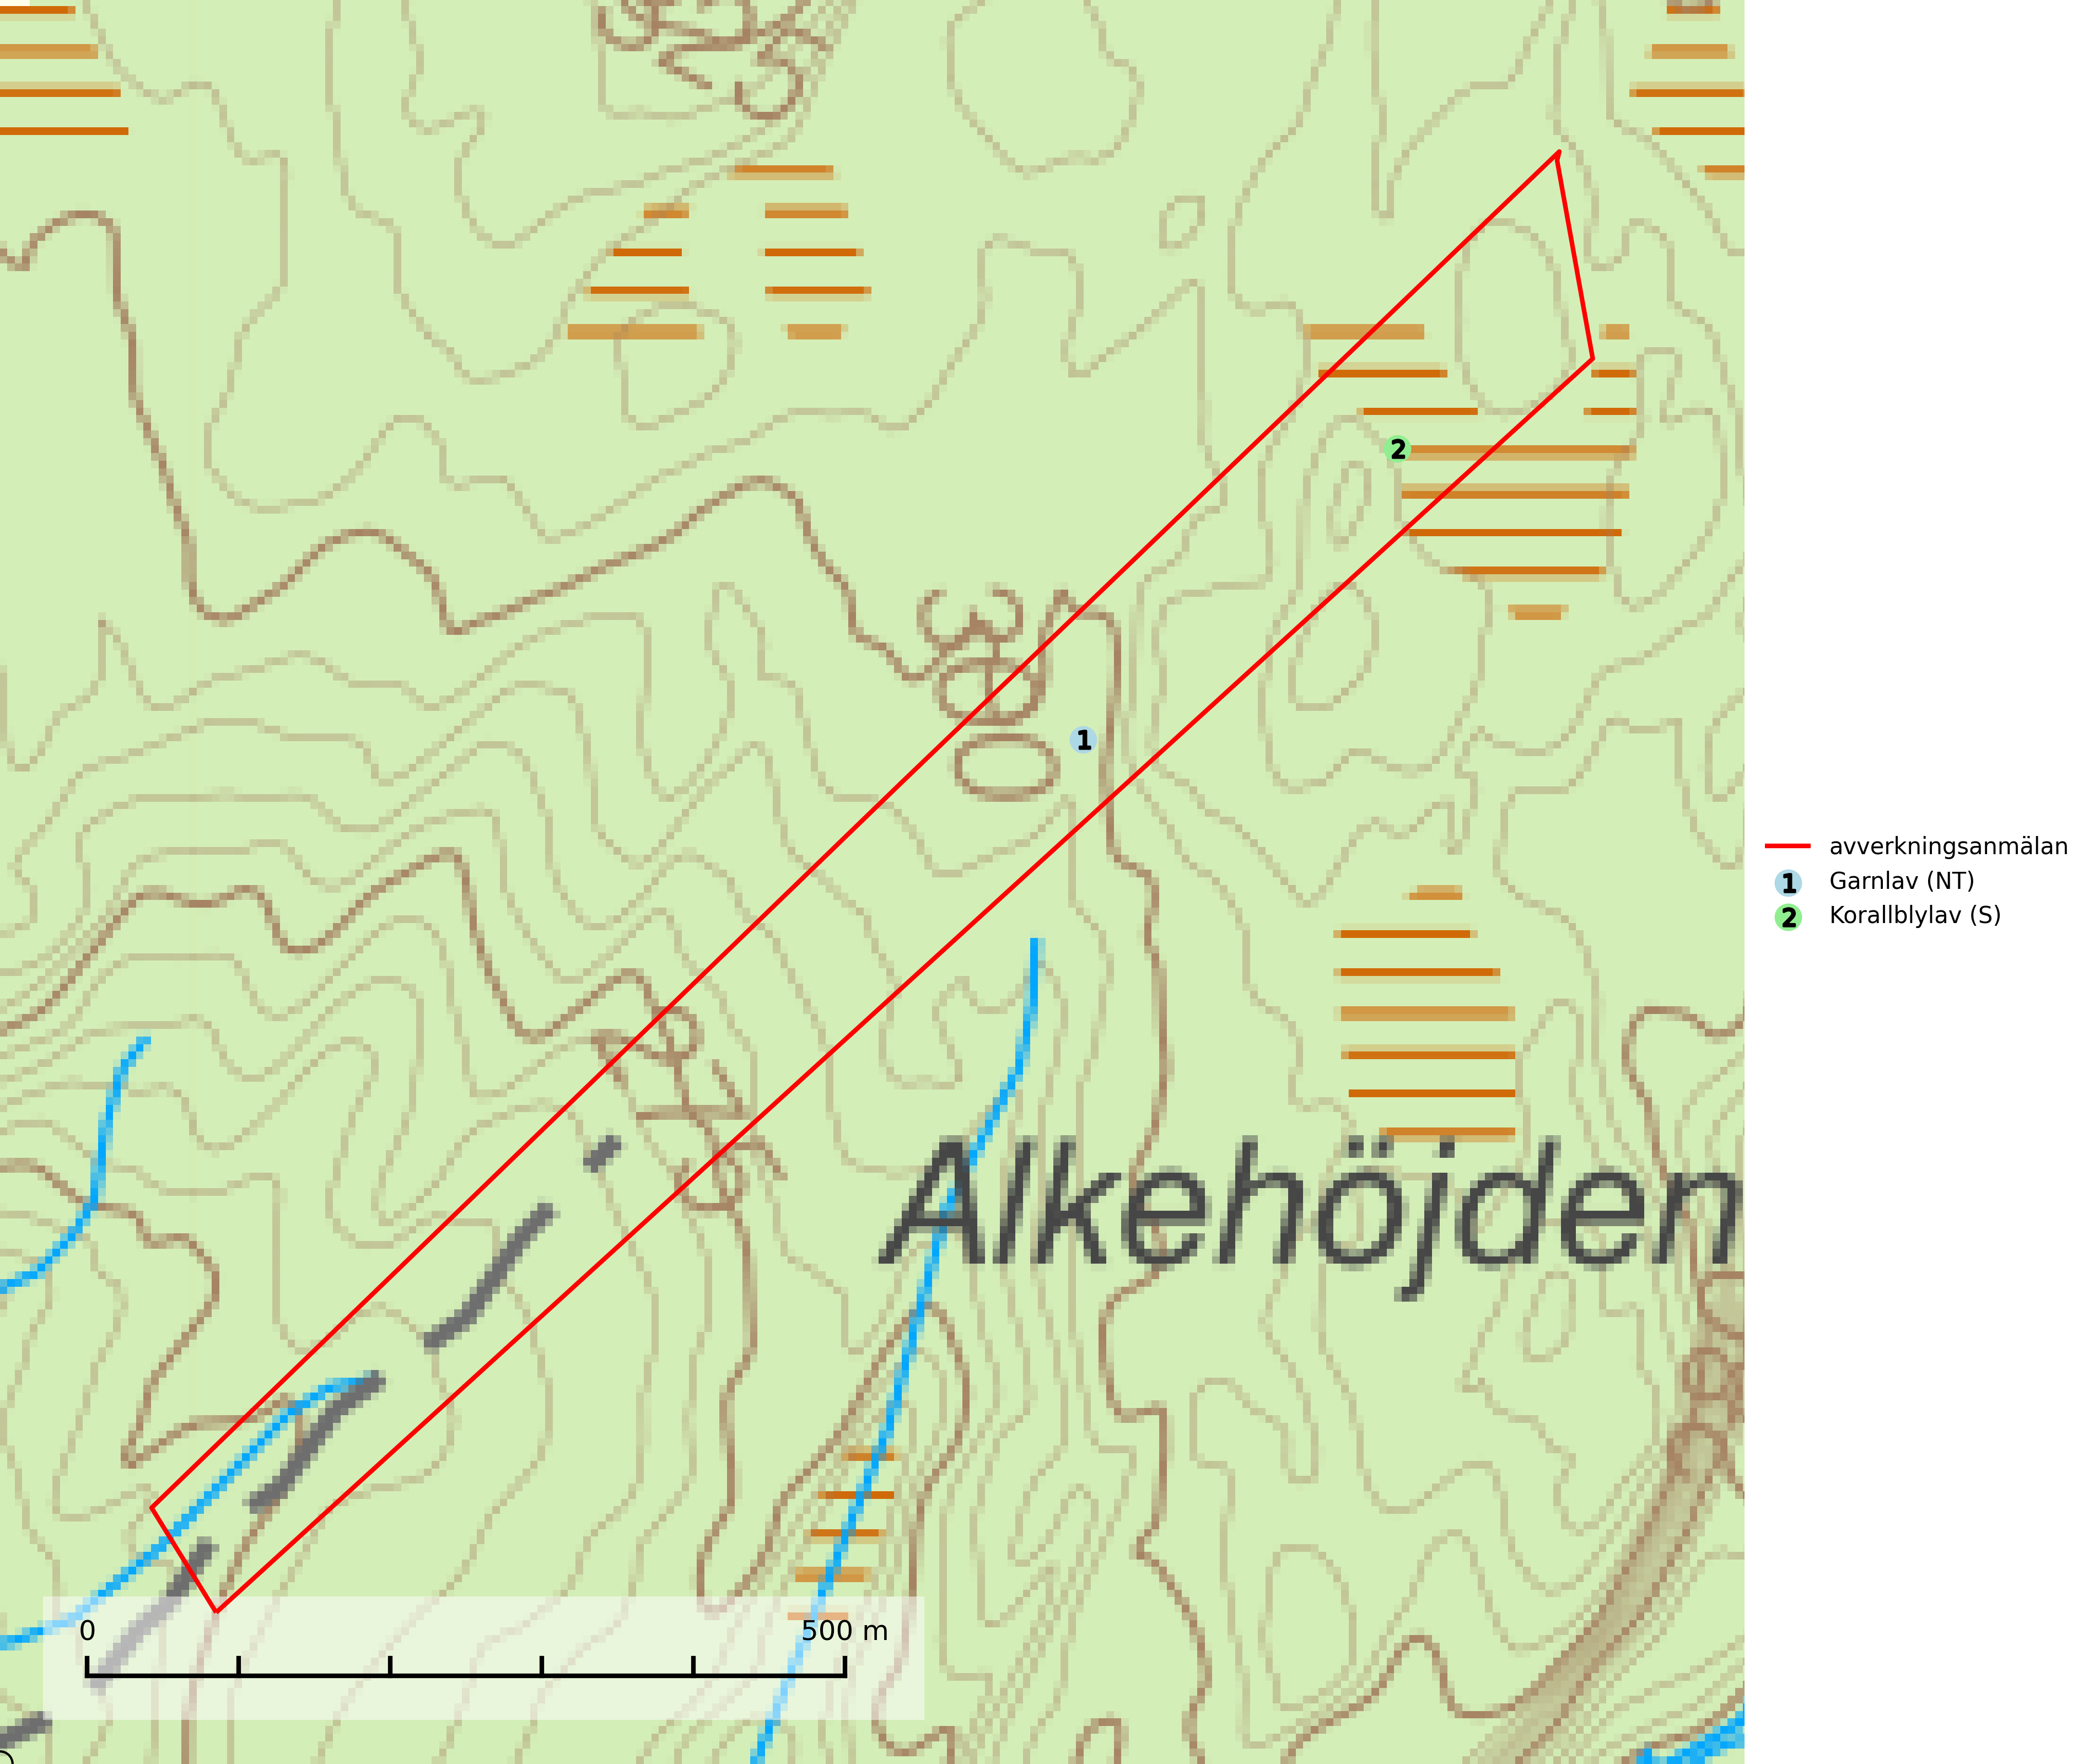 2
1
avverkningsanmälan
1 Garnlav (NT)
2 Korallblylav (S)
Alkehöjden
0 500 m